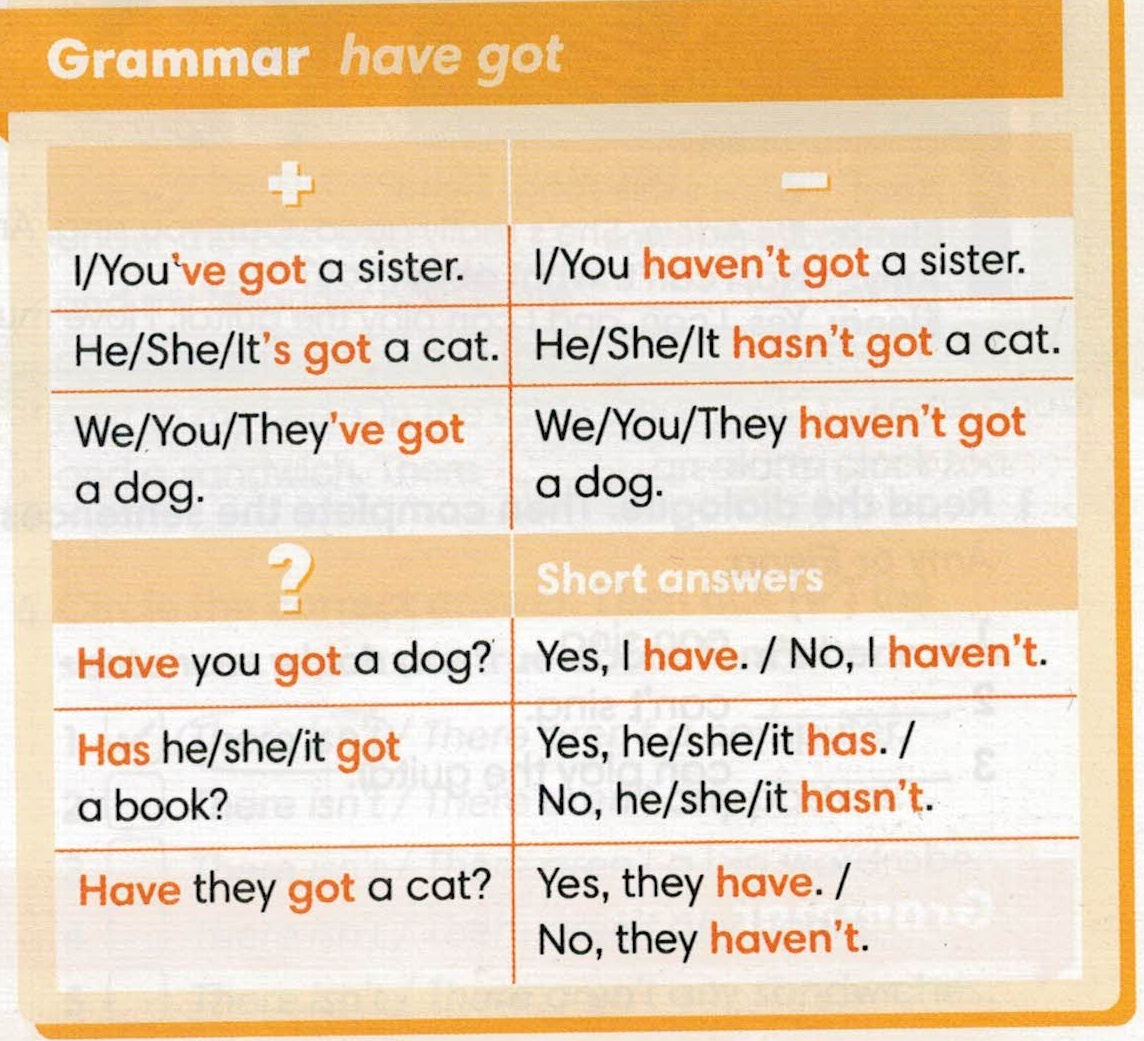 Grammar have got
+ −
I/You've got a sister. I/You haven't got a sister.
He/She/It's got a cat. He/She/It hasn't got a cat.
We/You/They've got We/You/They haven't got
a dog. a dog.
? Short answers
Have you got a dog? Yes, I have. / No, I haven't.
Has he/she/it got Yes, he/she/it has. /
a book? No, he/she/it hasn't.
Have they got a cat? Yes, they have. /
No, they haven't.